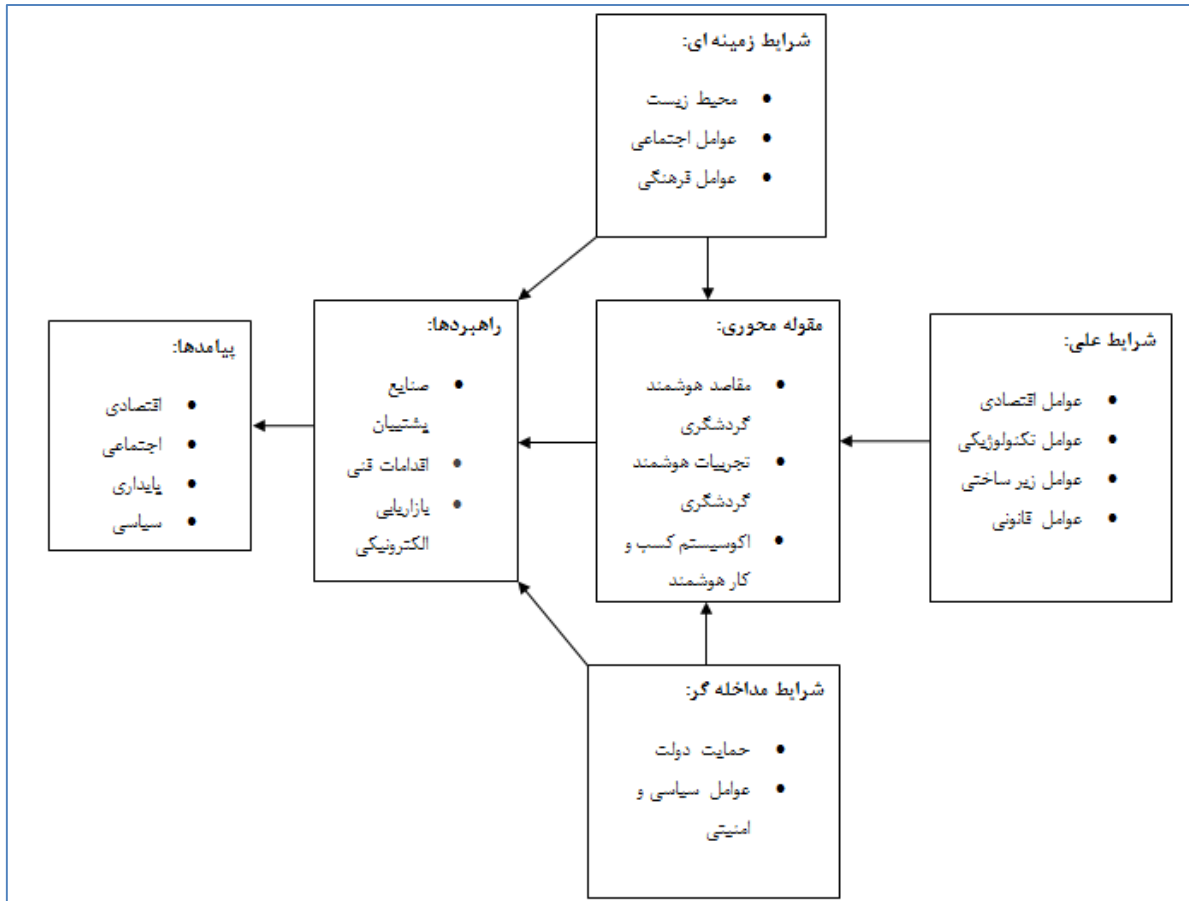 شرایط زمینه ای:
• محیط زیست
• عوامل اجتماعی
• عوامل قرهنگی
شرایط علی:
• عوامل اقتصادی
• عوامل تکنولوژیکی
• عوامل زیر ساختی
• عوامل قانونی
مقوله محوری:
• مقاصد هوشمند
گردشگری
• تجربیات هوشمند
گردشگری
• اکوسیستم کسب و
کار هوشمند
راهبردها:
• صنایع
پشتیبان
• اقدامات قنی
• بازاریابی
الکترونیکی
پیامدها:
• اقتصادی
• اجتماعی
• پایداری
• سیاسی
شرایط مداخله گر:
• حمایت دولت
• عوامل سیاسی و
امنیتی